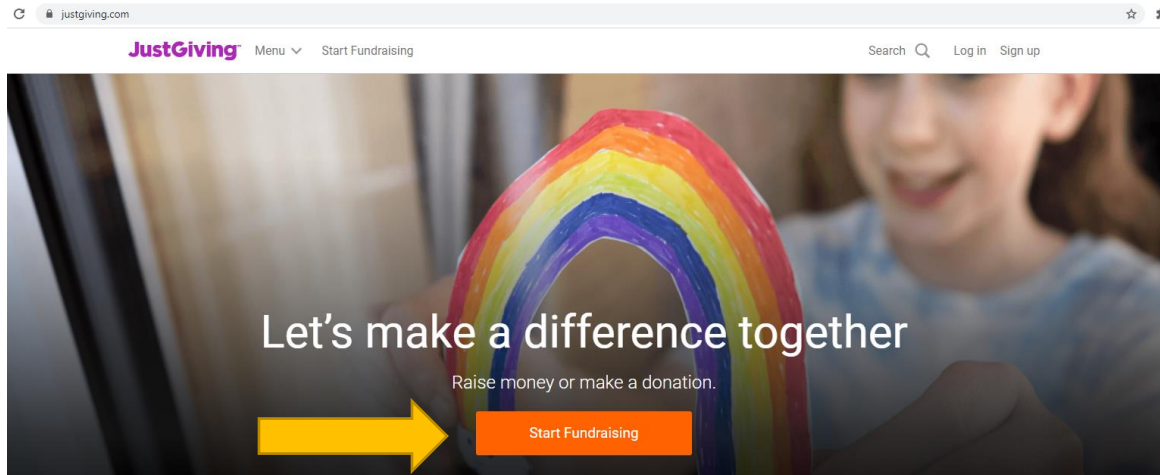 justgiving.com
JustGiving™ Menu Start Fundraising Search Log in Sign up
Let's make a difference together
Raise money or make a donation.
Start Fundraising